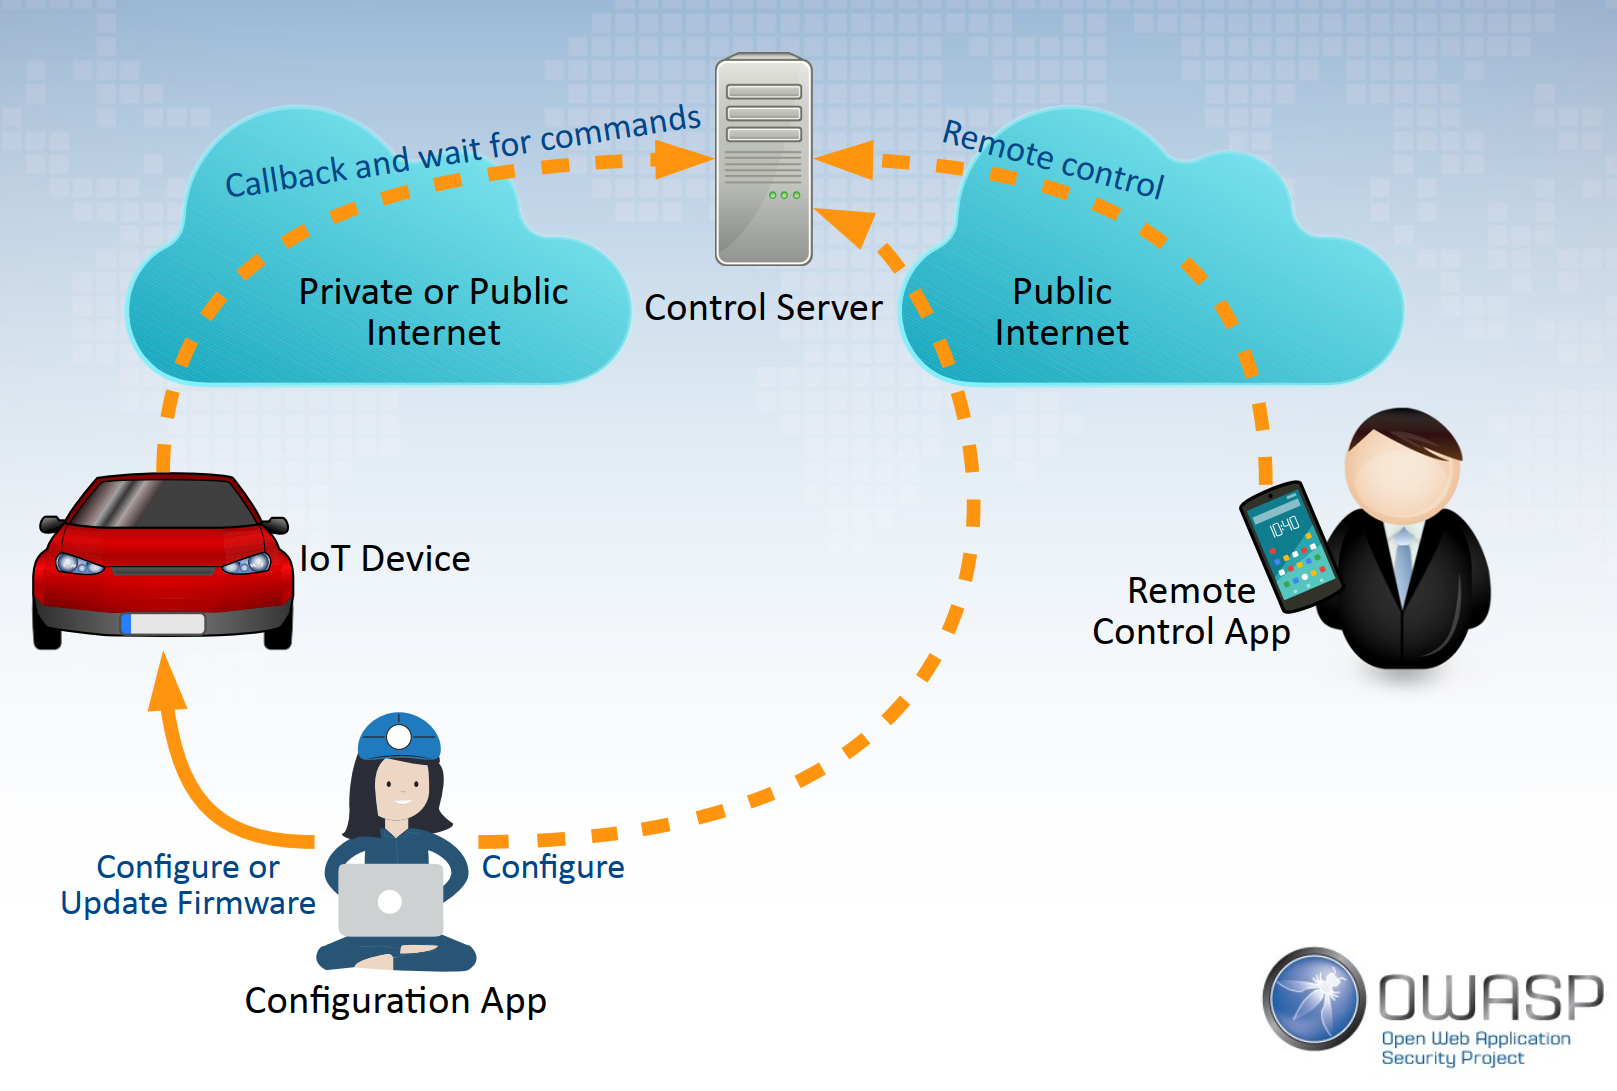 Callback and wait for commands
Remote control
Private or Public
Internet
Control Server
Public
Internet
IoT Device
10:40
Remote
Control App
Configure or
Update Firmware
Configure
Configuration App
OWASP
Open Web Application
Security Project